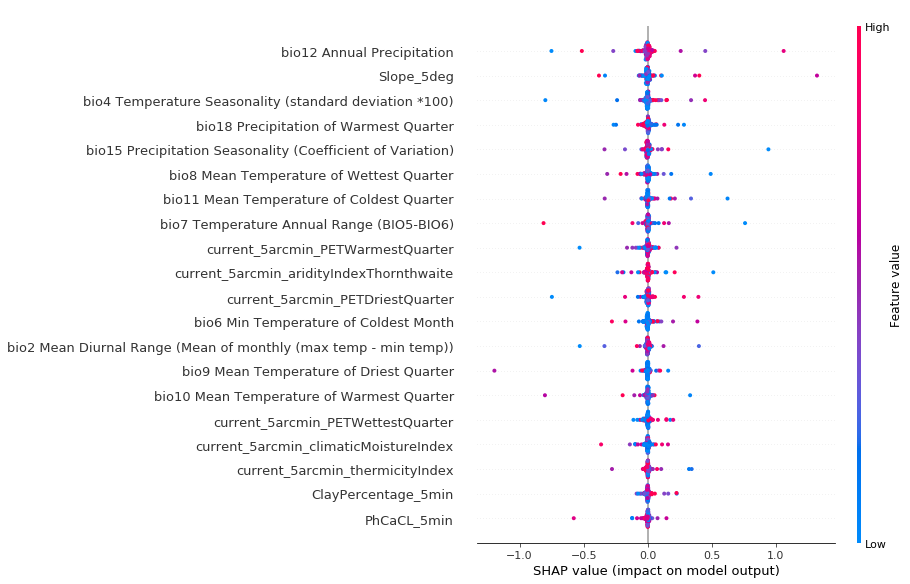 High
bio12 Annual Precipitation
Slope_5deg
bio4 Temperature Seasonality (standard deviation *100)
bio18 Precipitation of Warmest Quarter
bio15 Precipitation Seasonality (Coefficient of Variation)
bio8 Mean Temperature of Wettest Quarter
bio11 Mean Temperature of Coldest Quarter
bio7 Temperature Annual Range (BIO5-BIO6)
current_5arcmin_PETWarmestQuarter
current_5arcmin_aridityIndexThornthwaite
current_5arcmin_PETDriestQuarter
bio6 Min Temperature of Coldest Month
bio2 Mean Diurnal Range (Mean of monthly (max temp - min temp))
bio9 Mean Temperature of Driest Quarter
bio10 Mean Temperature of Warmest Quarter
current_5arcmin_PETWettestQuarter
current_5arcmin_climaticMoistureIndex
current_5arcmin_thermicityIndex
ClayPercentage_5min
PhCaCL_5min
Feature value
Low
−1.0 −0.5 0.0 0.5 1.0
SHAP value (impact on model output)